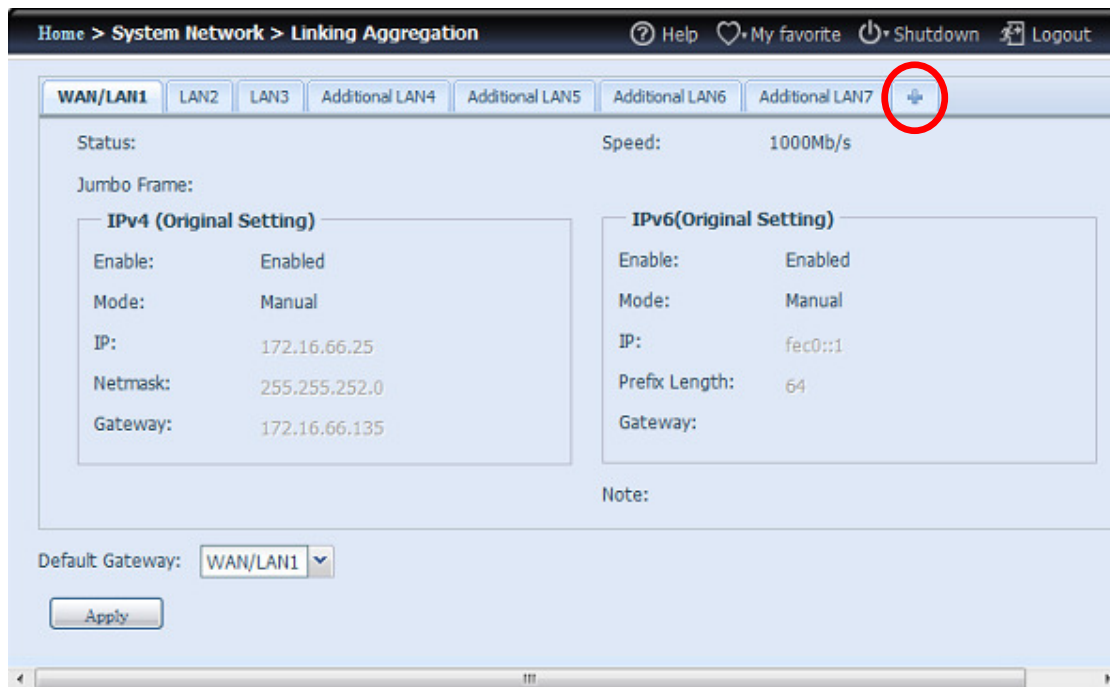 Home > System Network > Linking Aggregation Help My favorite Shutdown Logout
WAN/LAN1 LAN2 LAN3 Additional LAN4 Additional LAN5 Additional LAN6 Additional LAN7
Status: Speed: 1000Mb/s
Jumbo Frame:
IPv4 (Original Setting)
Enable: Enabled
Mode: Manual
IP: 172.16.66.25
Netmask: 255.255.252.0
Gateway: 172.16.66.135
IPv6(Original Setting)
Enable: Enabled
Mode: Manual
IP: fec0::1
Prefix Length: 64
Gateway:
Note:
Default Gateway: WAN/LAN1
Apply